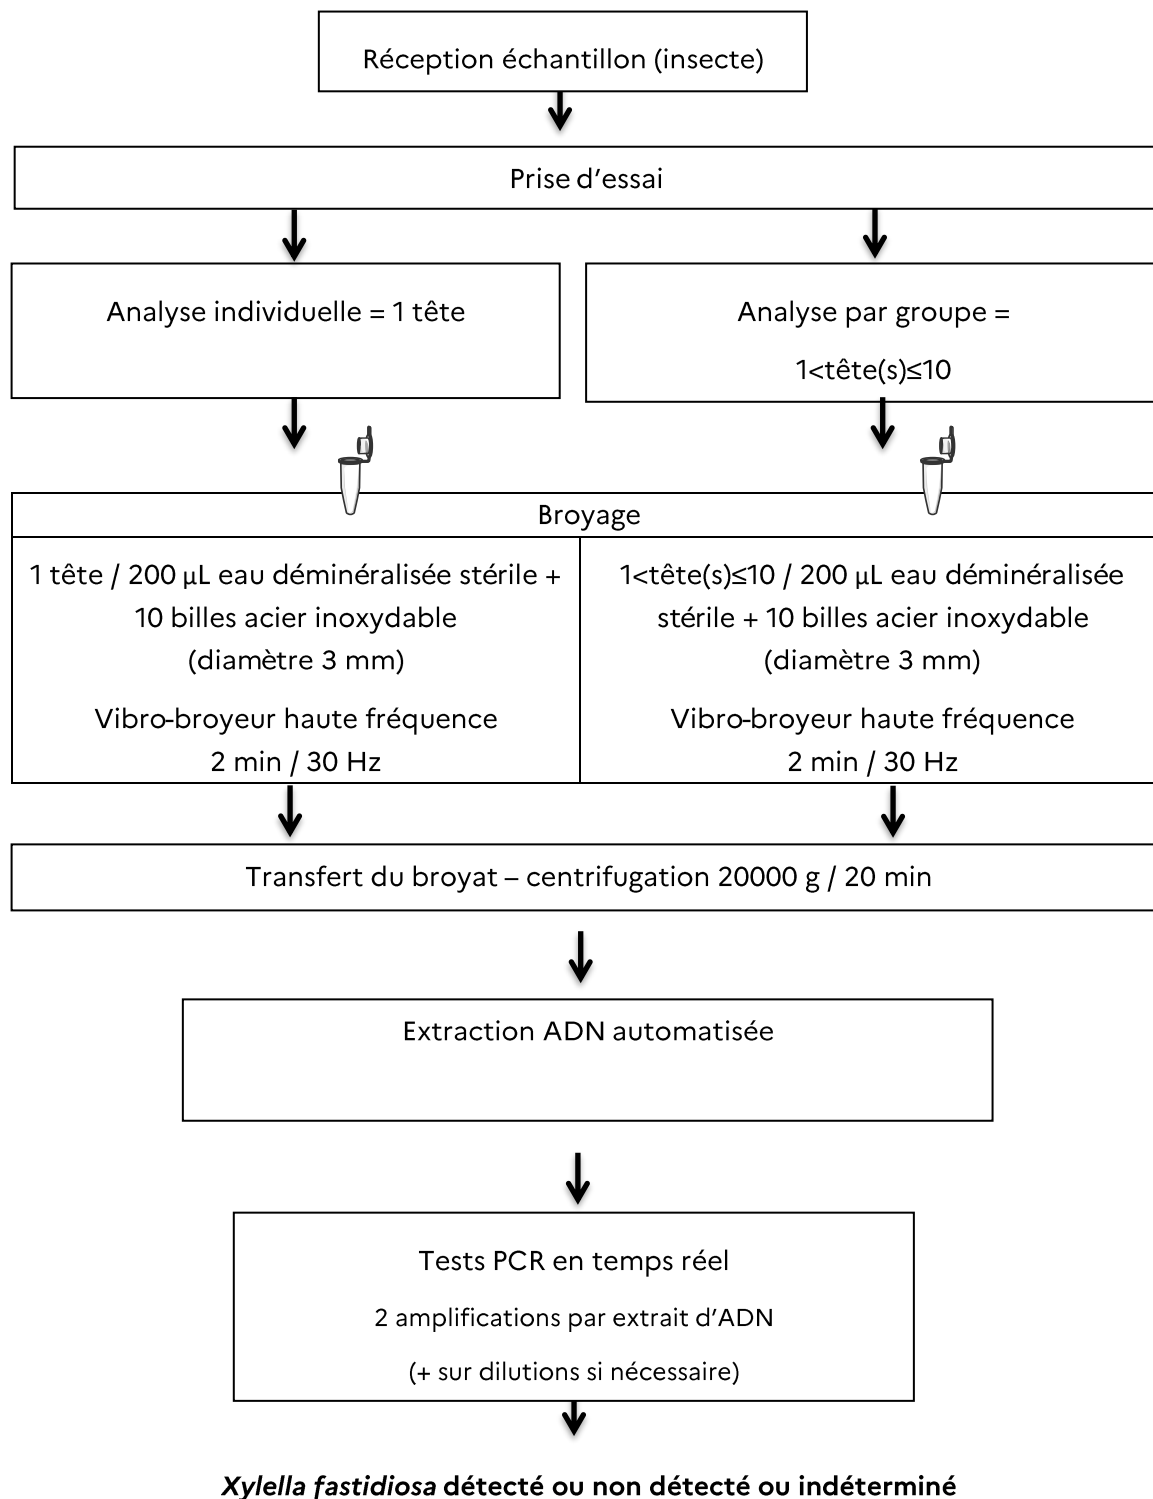 Réception échantillon (insecte)
Prise d’essai
Analyse individuelle = 1 tête
Analyse par groupe =
1<tête(s)≤10
Broyage
1 tête / 200 µL eau déminéralisée stérile +
10 billes acier inoxydable
(diamètre 3 mm)
Vibro-broyeur haute fréquence
2 min / 30 Hz
1<tête(s)≤10 / 200 µL eau déminéralisée
stérile + 10 billes acier inoxydable
(diamètre 3 mm)
Vibro-broyeur haute fréquence
2 min / 30 Hz
Transfert du broyat – centrifugation 20000 g / 20 min
Extraction ADN automatisée
Tests PCR en temps réel
2 amplifications par extrait d’ADN
(+ sur dilutions si nécessaire)
Xylella fastidiosa détecté ou non détecté ou indéterminé